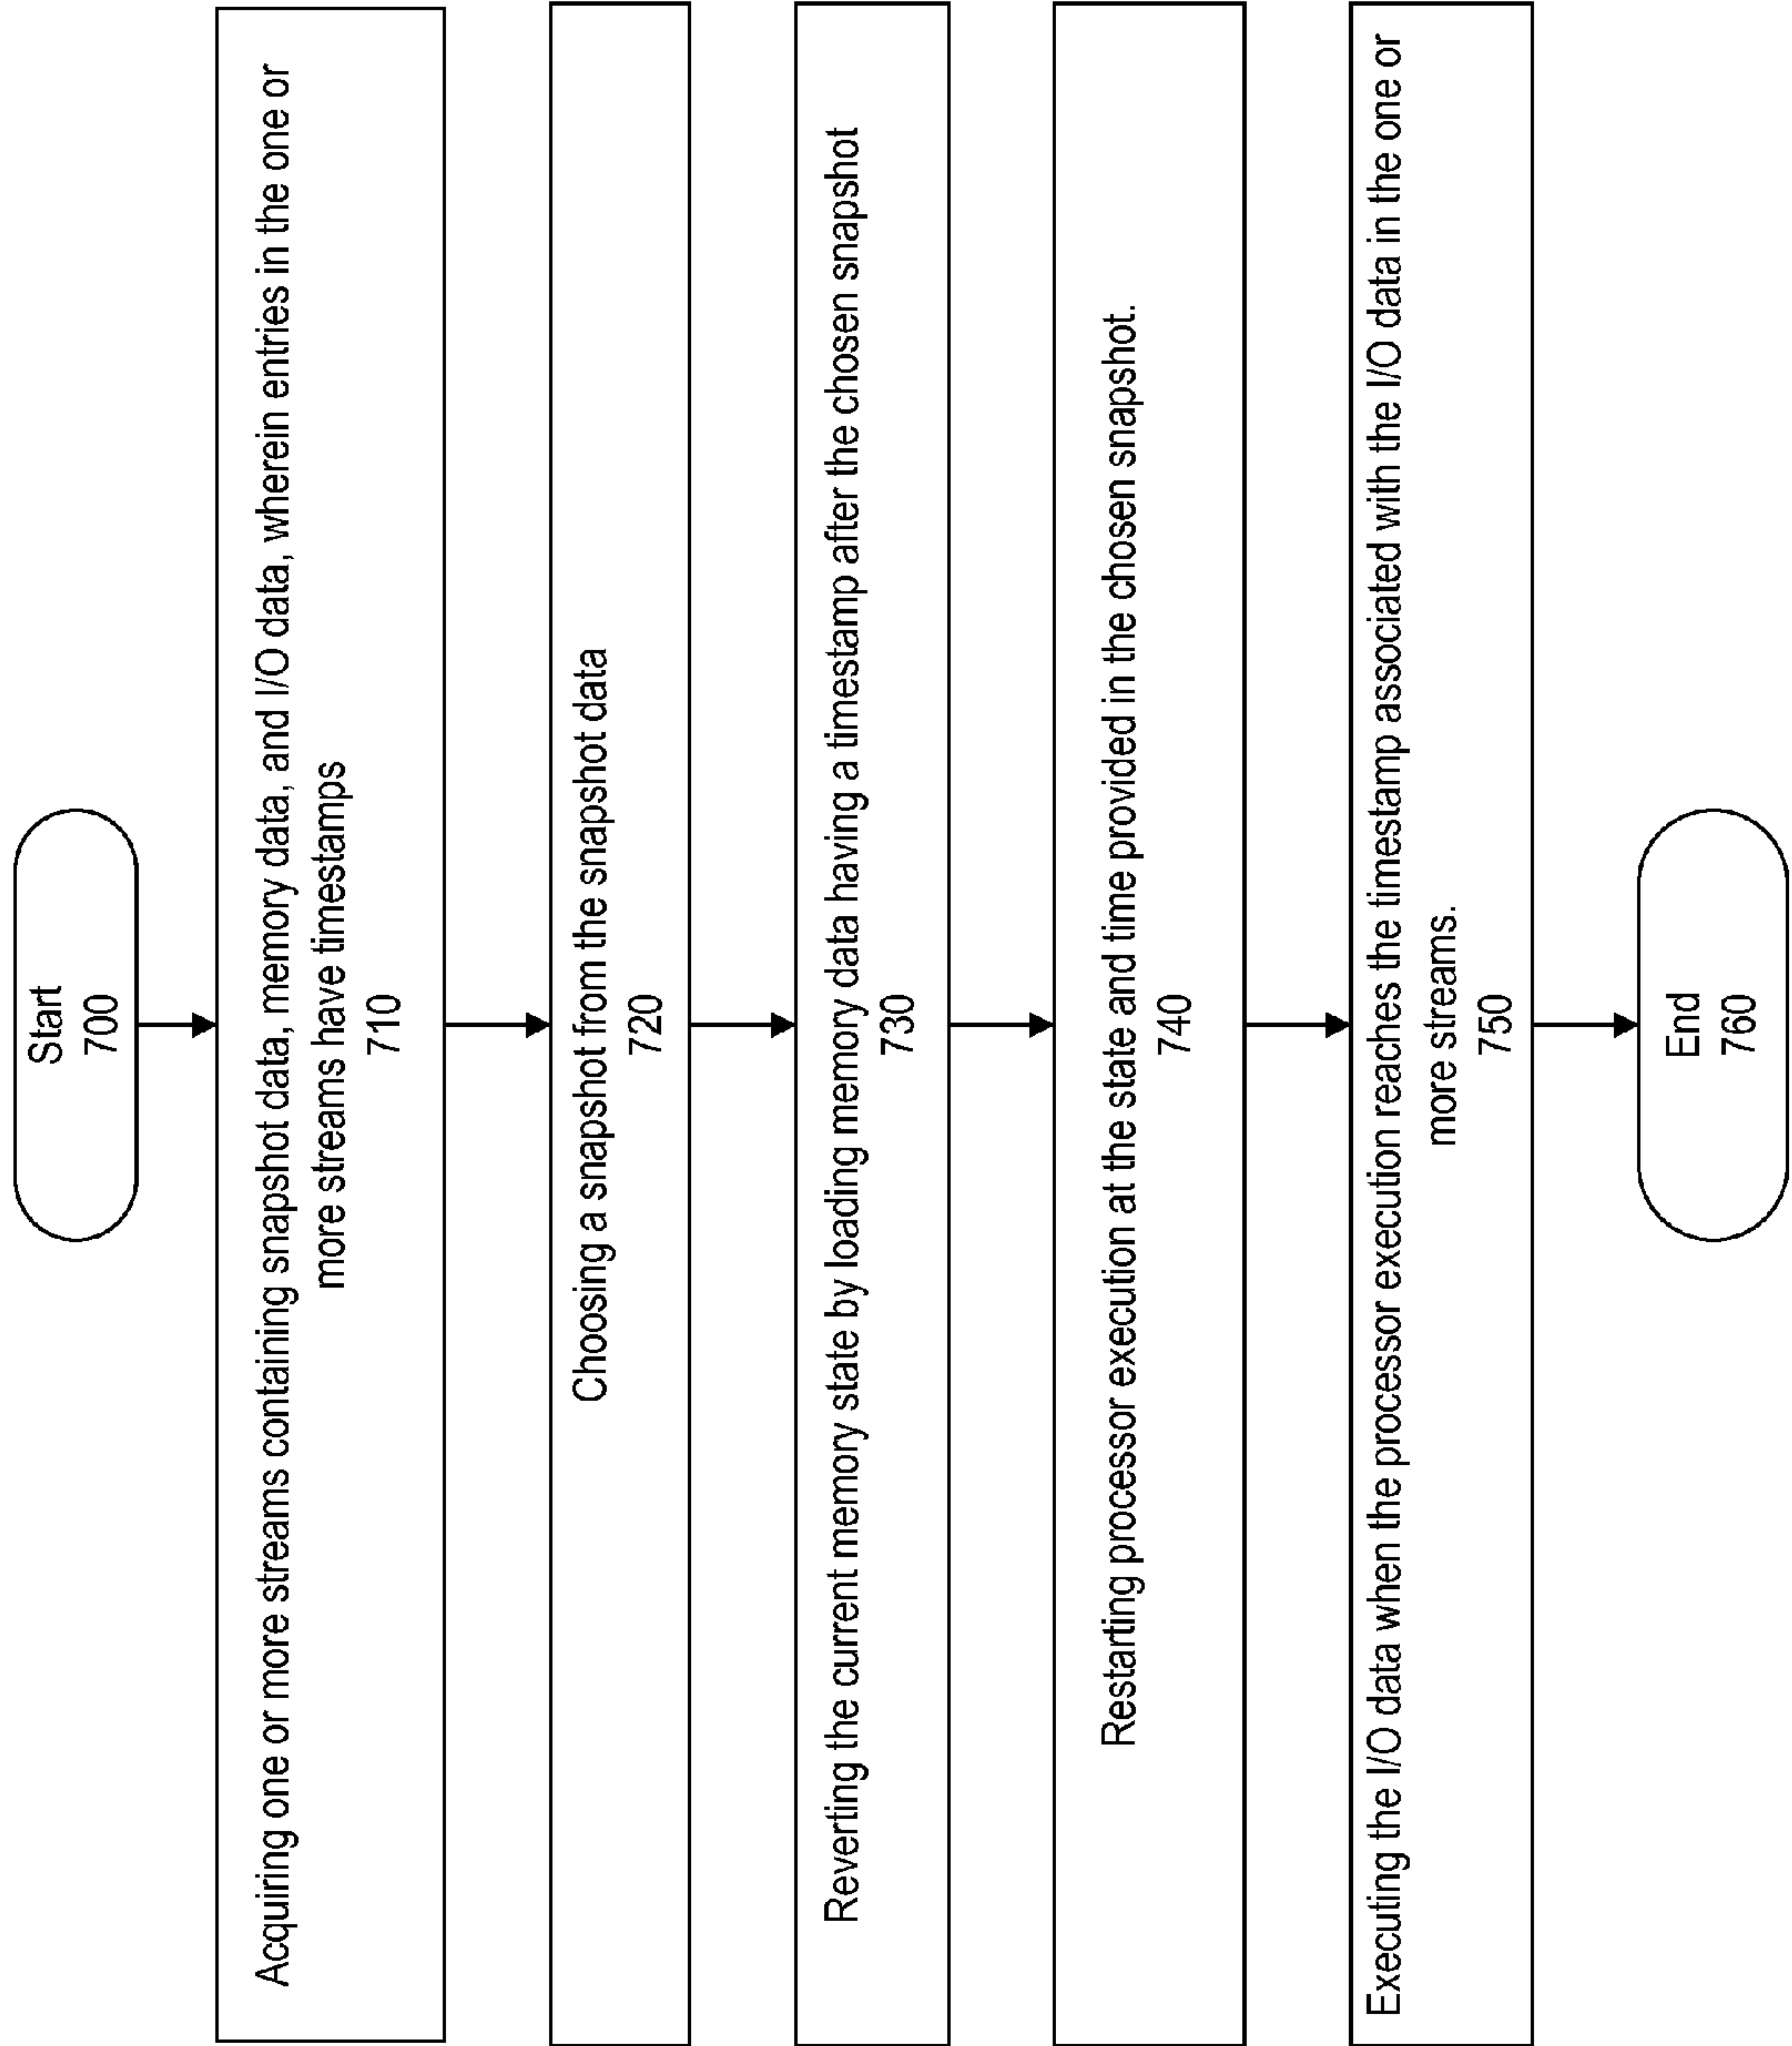 Start
700
Acquiring one or more streams containing snapshot data, memory data, and I/O data, wherein entries in the one or
more streams have timestamps
710
Choosing a snapshot from the snapshot data
720
Reverting the current memory state by loading memory data having a timestamp after the chosen snapshot
730
Restarting processor execution at the state and time provided in the chosen snapshot.
740
Executing the I/O data when the processor execution reaches the timestamp associated with the I/O data in the one or
more streams.
750
End
760